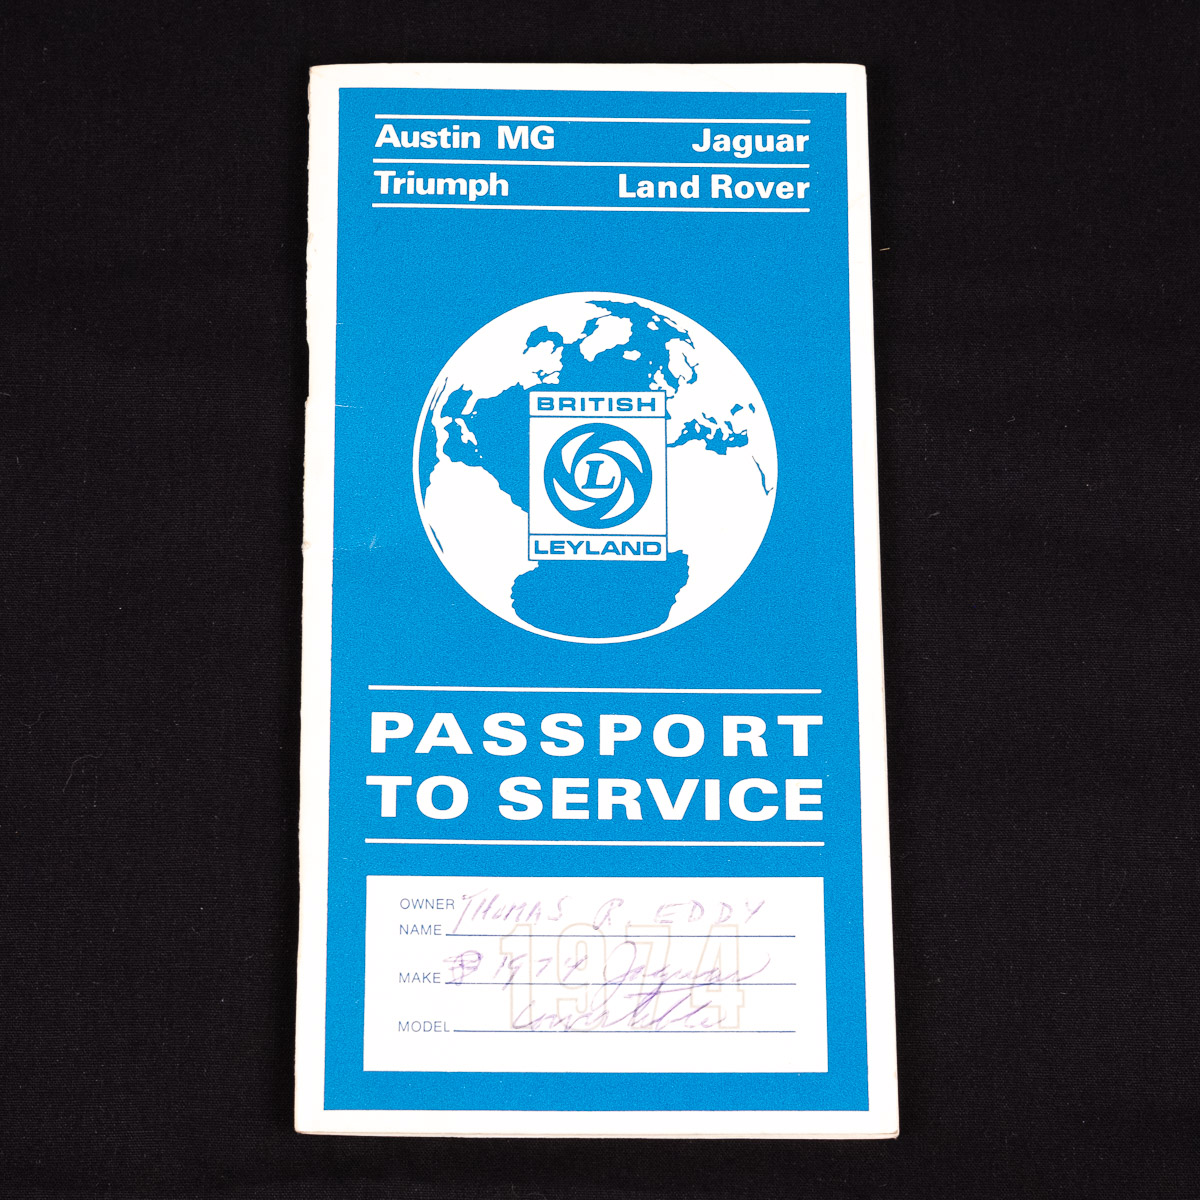 Austin MG Jaguar
Triumph Land Rover
BRITISH
L
LEYLAND
PASSPORT
TO SERVICE
OWNER
NAME THOMAS R. EDDY
1974
MAKE 1974 Jaguar
MODEL convertible